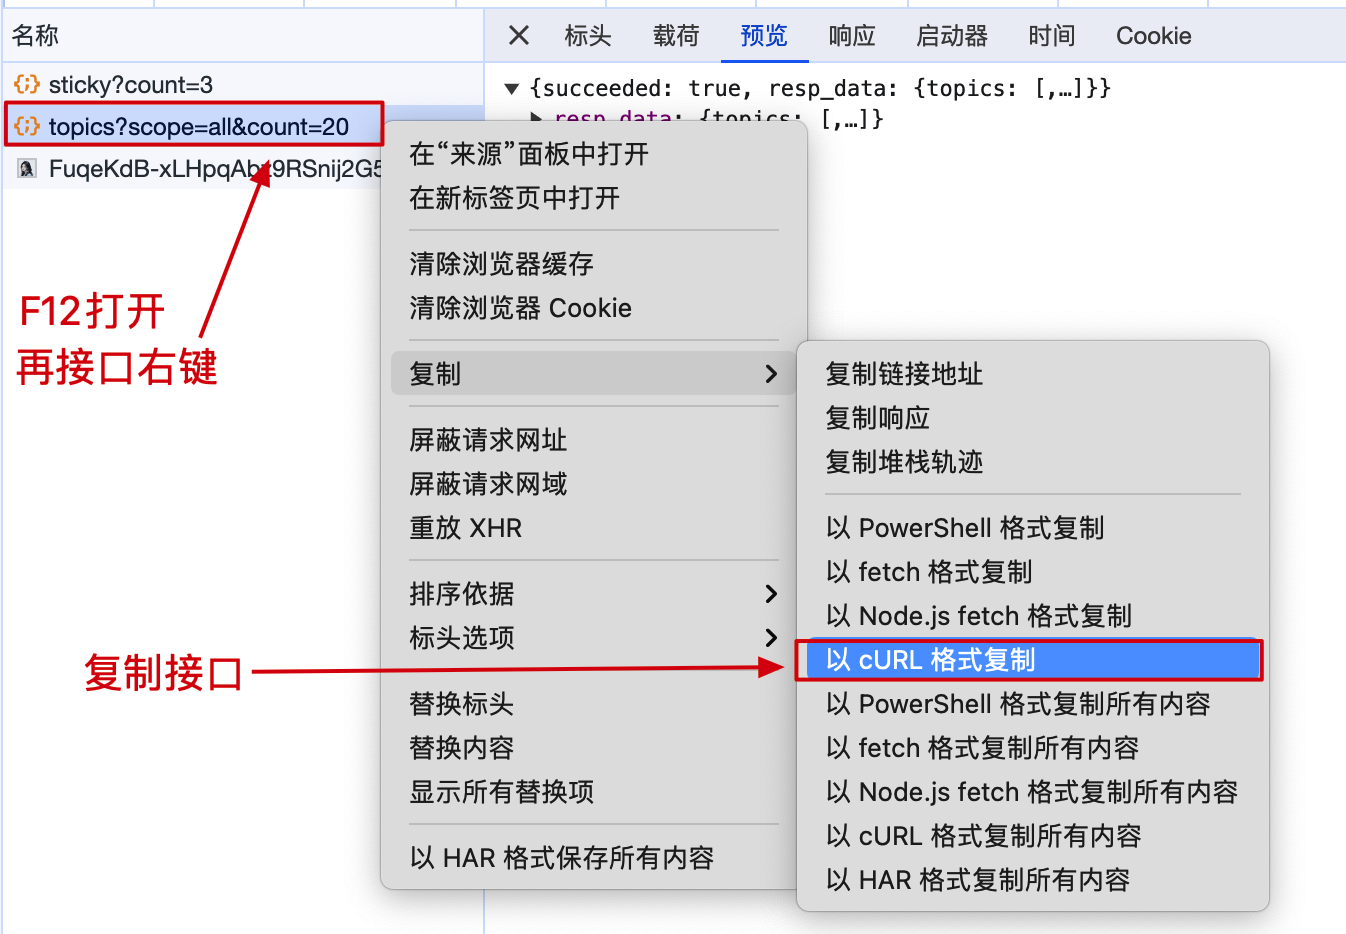 名称
标头 载荷 预览 响应 启动器 时间 Cookie
sticky?count=3
topics?scope=all&count=20
FuqeKdB-xLHpqAbz9RSnij2G5
▼ {succeeded: true, resp_data: {topics: [,…]}}
▶ resp_data: {topics: [,…]}
F12打开
再接口右键
复制接口
在“来源”面板中打开
在新标签页中打开
清除浏览器缓存
清除浏览器 Cookie
复制
屏蔽请求网址
屏蔽请求网域
重放 XHR
排序依据
标头选项
替换标头
替换内容
显示所有替换项
以 HAR 格式保存所有内容
复制链接地址
复制响应
复制堆栈轨迹
以 PowerShell 格式复制
以 fetch 格式复制
以 Node.js fetch 格式复制
以 cURL 格式复制
以 PowerShell 格式复制所有内容
以 fetch 格式复制所有内容
以 Node.js fetch 格式复制所有内容
以 cURL 格式复制所有内容
以 HAR 格式复制所有内容